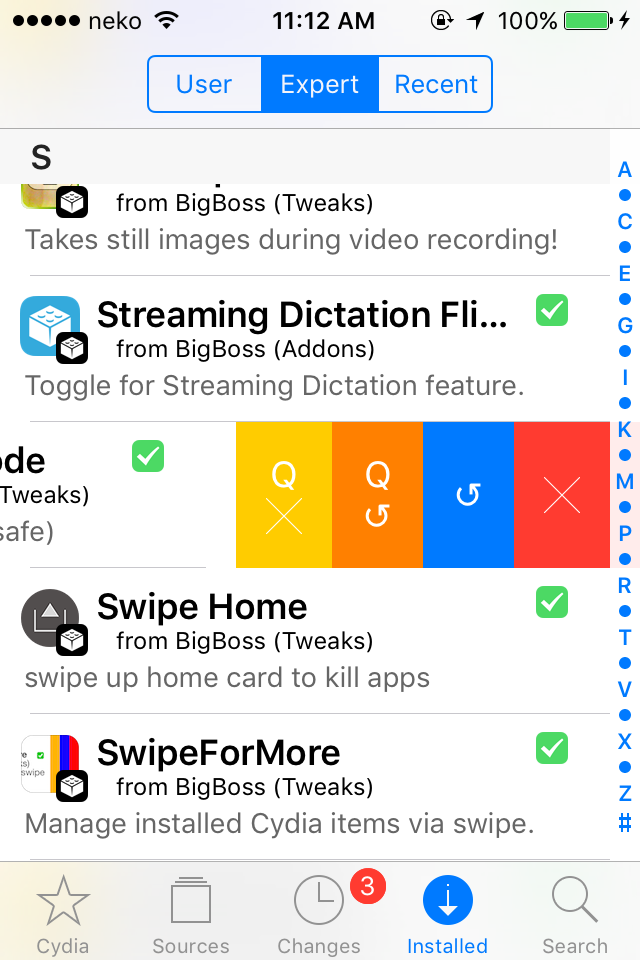 neko 11:12 AM 100%
User Expert Recent
S
from BigBoss (Tweaks)
Takes still images during video recording!
Streaming Dictation Fli...
from BigBoss (Addons)
Toggle for Streaming Dictation feature.
ode
Tweaks)
safe)
Q Q
Swipe Home
from BigBoss (Tweaks)
swipe up home card to kill apps
SwipeForMore
from BigBoss (Tweaks)
Manage installed Cydia items via swipe.
A
C
E
G
I
K
M
P
R
T
V
X
Z
#
3
Cydia Sources Changes Installed Search